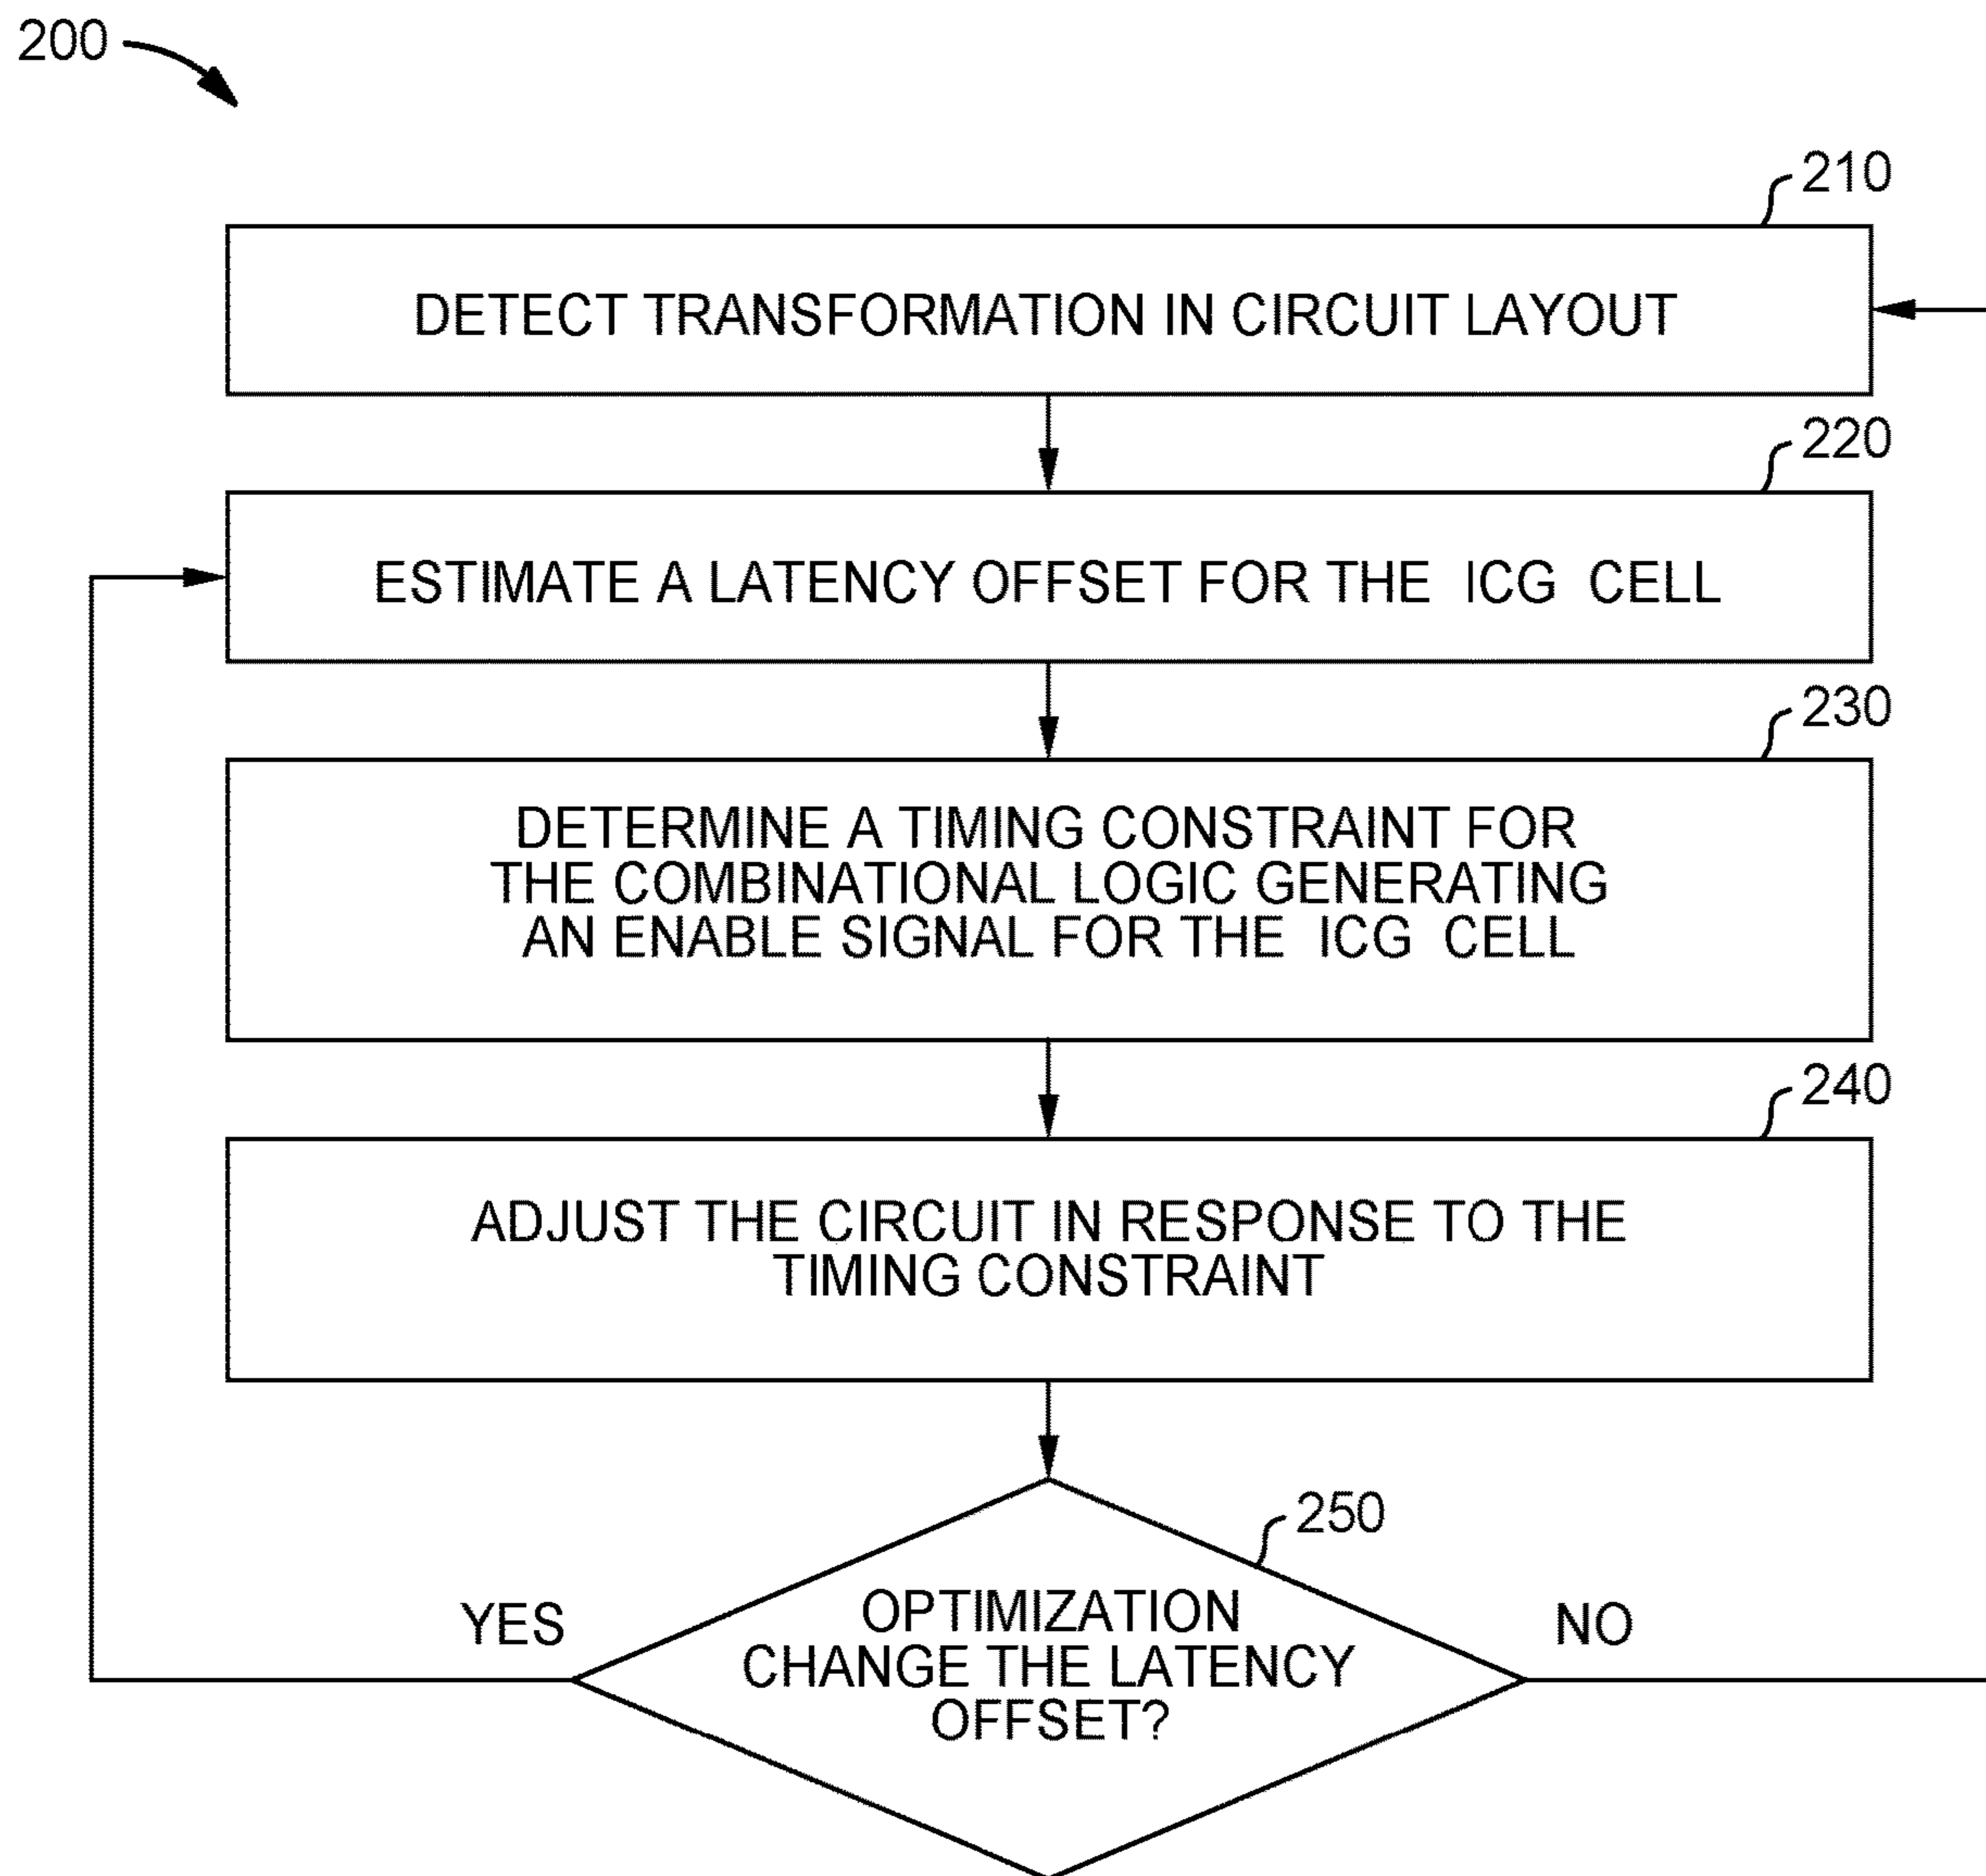 200
210
DETECT TRANSFORMATION IN CIRCUIT LAYOUT
220
ESTIMATE A LATENCY OFFSET FOR THE ICG CELL
230
DETERMINE A TIMING CONSTRAINT FOR
THE COMBINATIONAL LOGIC GENERATING
AN ENABLE SIGNAL FOR THE ICG CELL
240
ADJUST THE CIRCUIT IN RESPONSE TO THE
TIMING CONSTRAINT
250
YES
OPTIMIZATION
CHANGE THE LATENCY
OFFSET?
NO